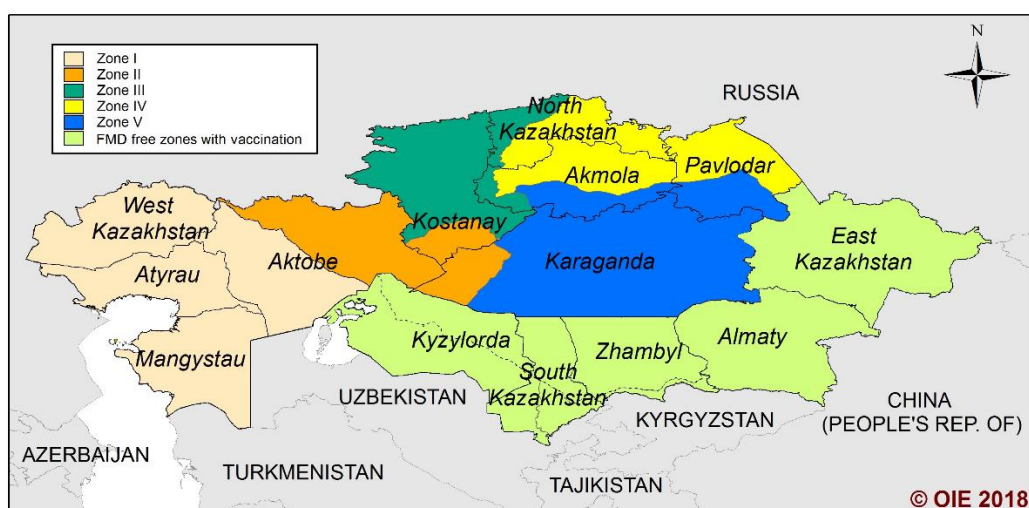 Zone I
Zone II
Zone III
Zone IV
Zone V
FMD free zones with vaccination
N
RUSSIA
North
Kazakhstan
Akmola
Pavlodar
Kostanay
West
Kazakhstan
Atyrau
Aktobe
Karaganda
East
Kazakhstan
Mangystau
Kyzylorda
South
Kazakhstan
Zhambyl
Almaty
UZBEKISTAN
KYRGYZSTAN
CHINA
(PEOPLE'S REP. OF)
AZERBAIJAN
TURKMENISTAN
TAJIKISTAN
© OIE 2018